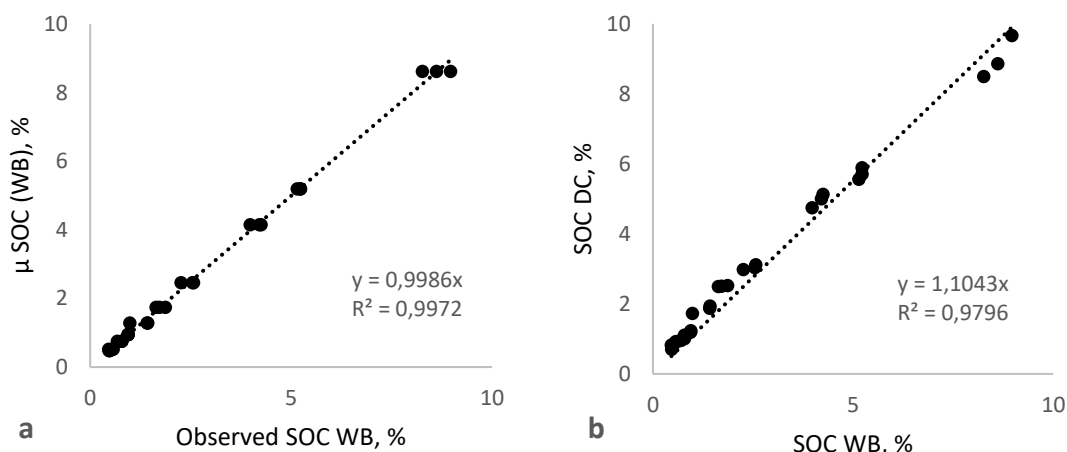 10
8
6
4
2
0
μ SOC (WB), %
y = 0,9986x
R² = 0,9972
0
5
10
a
Observed SOC WB, %
10
8
6
4
2
0
SOC DC, %
y = 1,1043x
R² = 0,9796
0
5
10
b
SOC WB, %